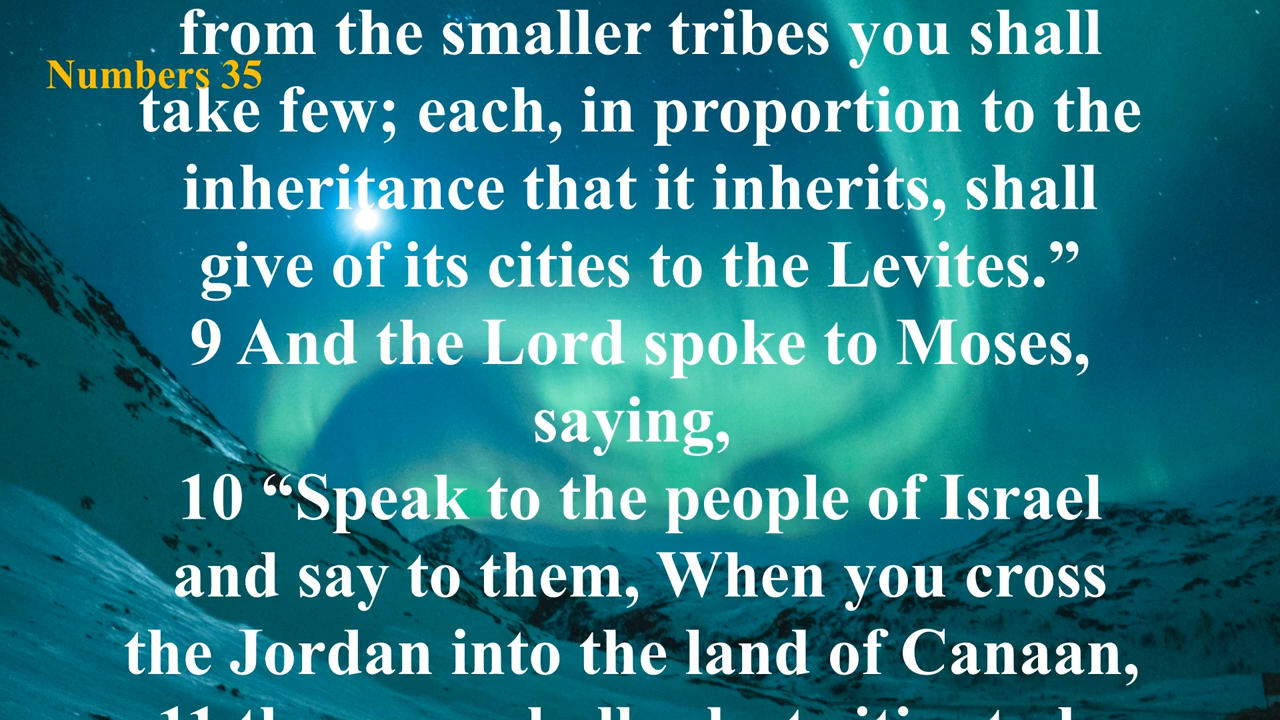 from the smaller tribes you shall
Numbers 35
take few; each, in proportion to the
inheritance that it inherits, shall
give of its cities to the Levites.”
9 And the Lord spoke to Moses,
saying,
10 “Speak to the people of Israel
and say to them, When you cross
the Jordan into the land of Canaan,